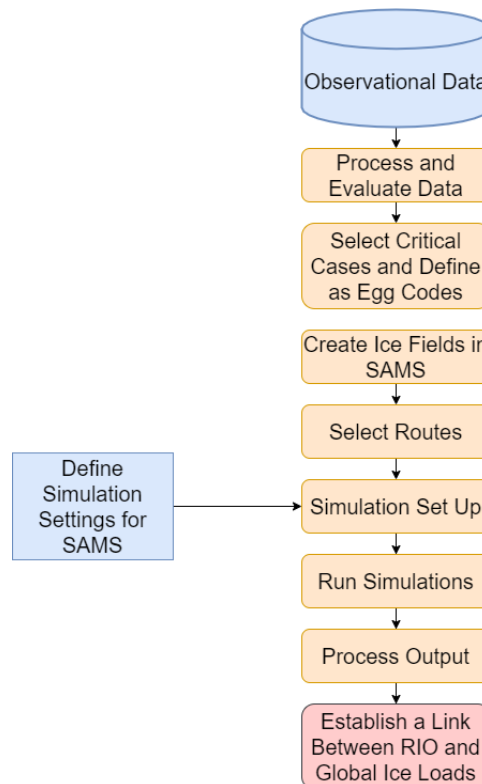 Observational Data
Process and
Evaluate Data
Select Critical
Cases and Define
as Egg Codes
Create Ice Fields in
SAMS
Select Routes
Define
Simulation
Settings for
SAMS
Simulation Set Up
Run Simulations
Process Output
Establish a Link
Between RIO and
Global Ice Loads